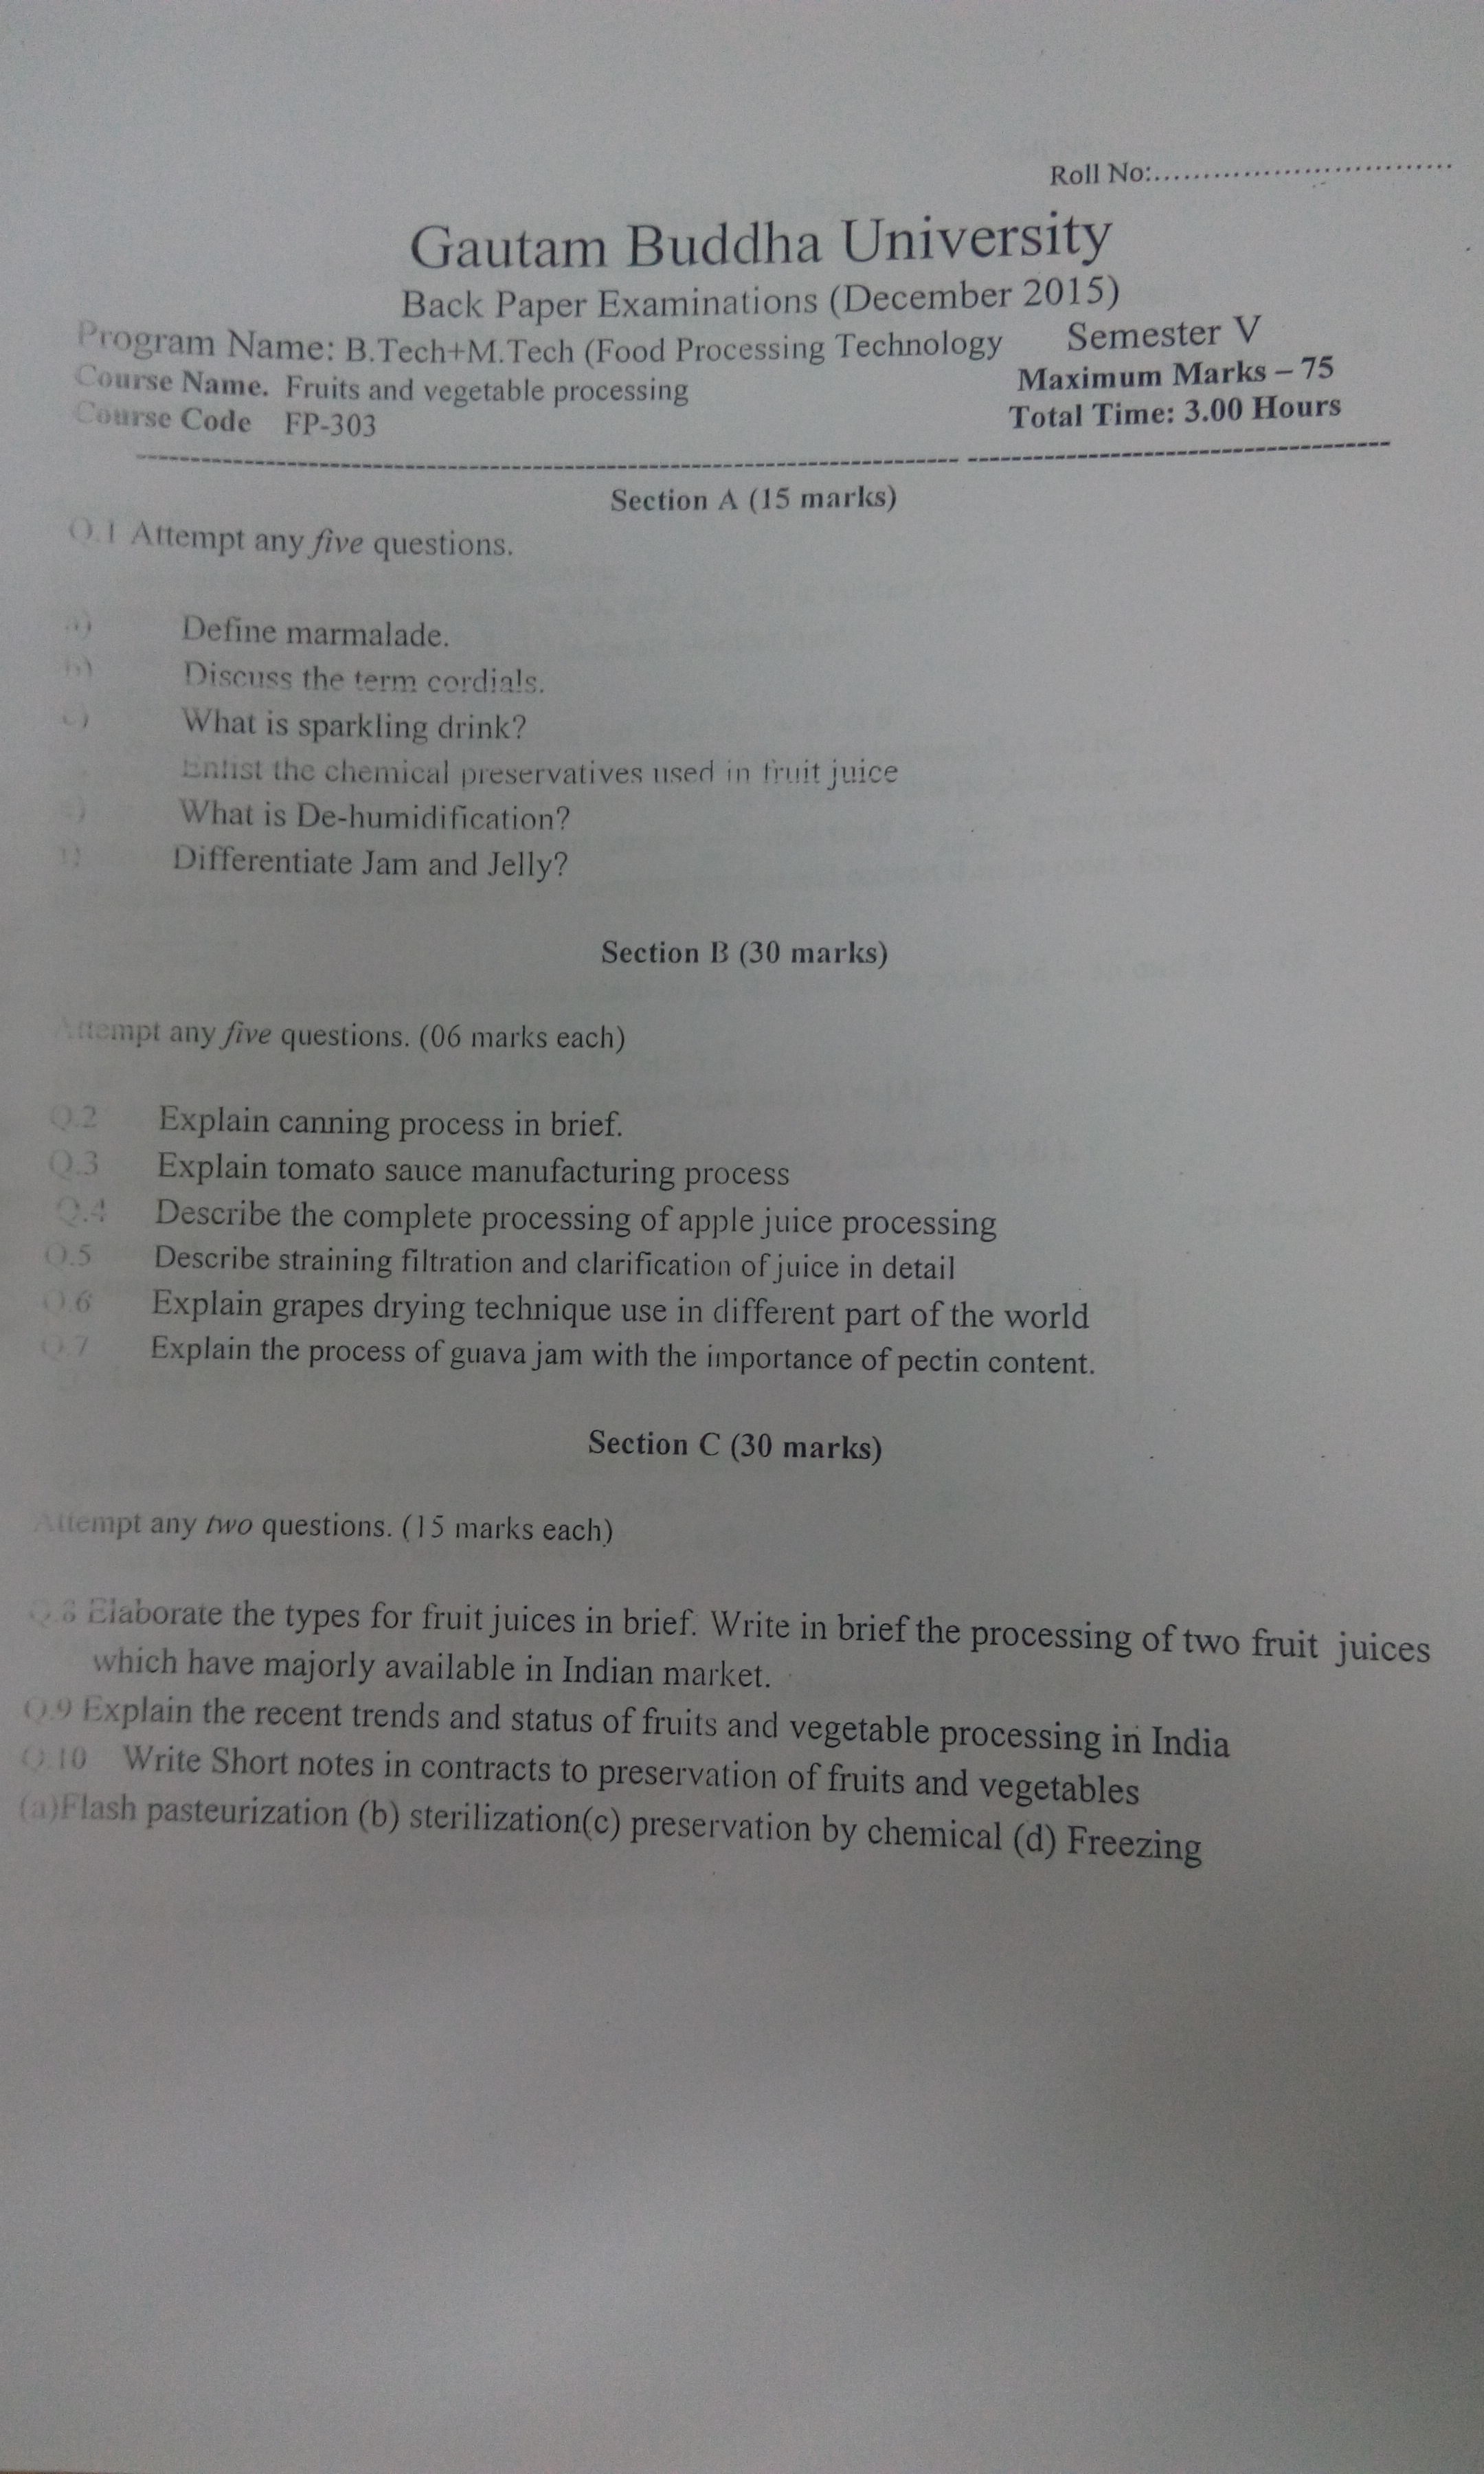 Roll No:..............................
Gautam Buddha University
Back Paper Examinations (December 2015)
Program Name: B.Tech+M.Tech (Food Processing Technology Semester V
Course Name. Fruits and vegetable processing Maximum Marks – 75
Course Code FP-303 Total Time: 3.00 Hours
Section A (15 marks)
Q.1 Attempt any five questions.
a) Define marmalade.
b) Discuss the term cordials.
c) What is sparkling drink?
Enlist the chemical preservatives used in fruit juice
What is De-humidification?
Differentiate Jam and Jelly?
Section B (30 marks)
Attempt any five questions. (06 marks each)
Q.2 Explain canning process in brief.
Q.3 Explain tomato sauce manufacturing process
Q.4 Describe the complete processing of apple juice processing
Q.5 Describe straining filtration and clarification of juice in detail
Q.6 Explain grapes drying technique use in different part of the world
Q.7 Explain the process of guava jam with the importance of pectin content.
Section C (30 marks)
Attempt any two questions. (15 marks each)
Q.8 Elaborate the types for fruit juices in brief. Write in brief the processing of two fruit juices
which have majorly available in Indian market.
Q.9 Explain the recent trends and status of fruits and vegetable processing in India
Q.10 Write Short notes in contracts to preservation of fruits and vegetables
(a)Flash pasteurization (b) sterilization(c) preservation by chemical (d) Freezing